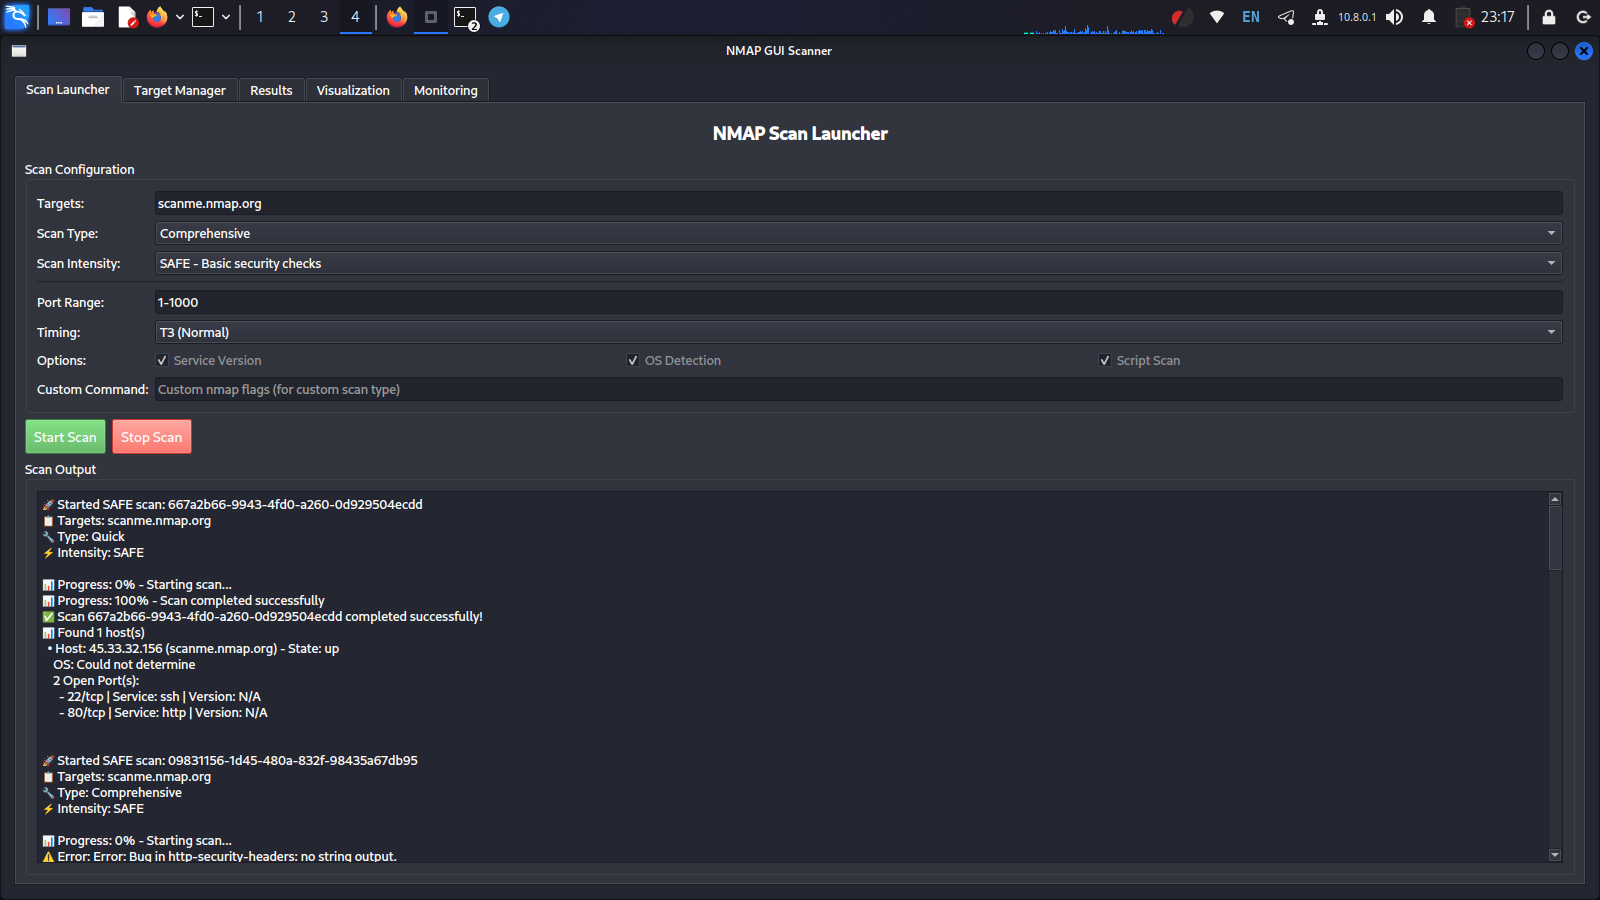 1 2 3 4
2
EN
10.8.0.1
23:17
NMAP GUI Scanner
Scan Launcher
Target Manager
Results
Visualization
Monitoring
NMAP Scan Launcher
Scan Configuration
Targets: scanme.nmap.org
Scan Type: Comprehensive
Scan Intensity: SAFE - Basic security checks
Port Range: 1-1000
Timing: T3 (Normal)
Options: Service Version OS Detection Script Scan
Custom Command: Custom nmap flags (for custom scan type)
Start Scan Stop Scan
Scan Output
🚀 Started SAFE scan: 667a2b66-9943-4fd0-a260-0d929504ecdd
📋 Targets: scanme.nmap.org
🔧 Type: Quick
⚡ Intensity: SAFE
📊 Progress: 0% - Starting scan...
📊 Progress: 100% - Scan completed successfully
✅ Scan 667a2b66-9943-4fd0-a260-0d929504ecdd completed successfully!
📊 Found 1 host(s)
• Host: 45.33.32.156 (scanme.nmap.org) - State: up
OS: Could not determine
2 Open Port(s):
- 22/tcp | Service: ssh | Version: N/A
- 80/tcp | Service: http | Version: N/A
🚀 Started SAFE scan: 09831156-1d45-480a-832f-98435a67db95
📋 Targets: scanme.nmap.org
🔧 Type: Comprehensive
⚡ Intensity: SAFE
📊 Progress: 0% - Starting scan...
⚠️ Error: Error: Bug in http-security-headers: no string output.